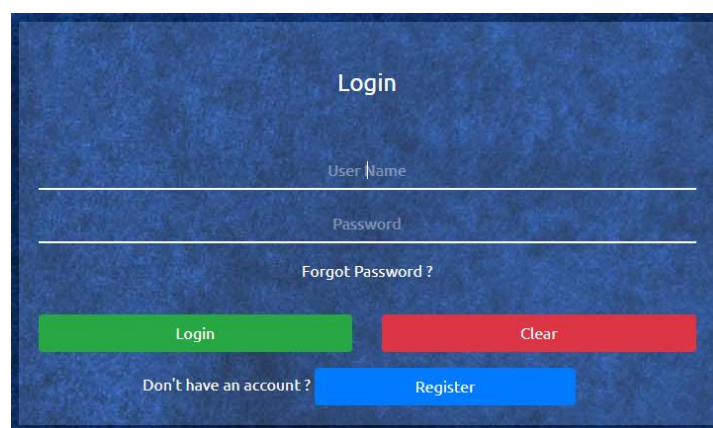 Login
User Name
Password
Forgot Password ?
Login Clear
Don't have an account ? Register